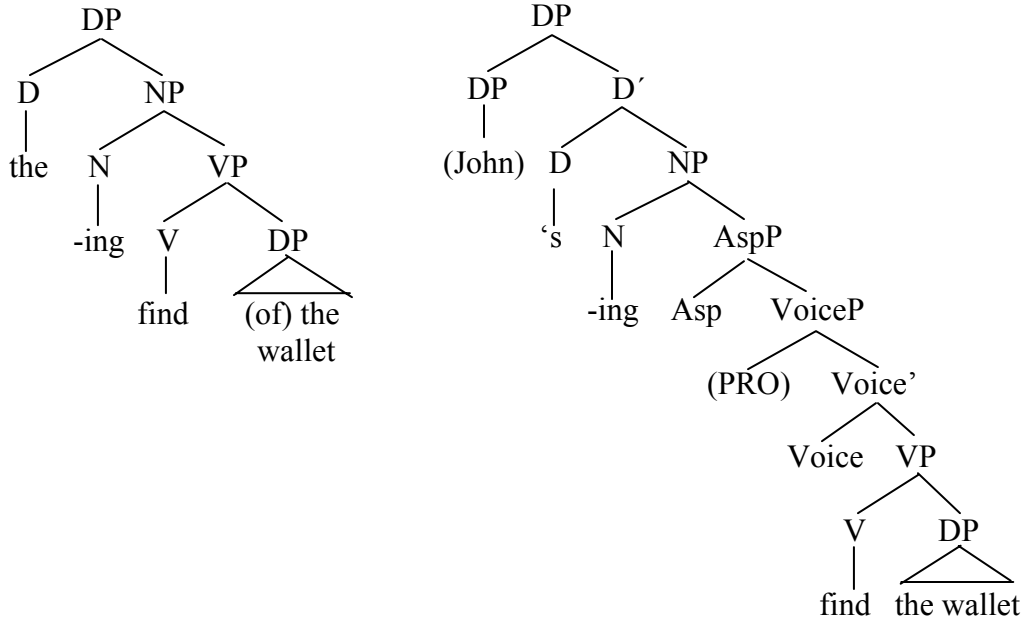 DP
D NP
the N VP
-ing V DP
find (of) the
wallet
DP
DP D´
(John) D NP
‘s N AspP
-ing Asp VoiceP
(PRO) Voice’
Voice VP
V DP
find the wallet